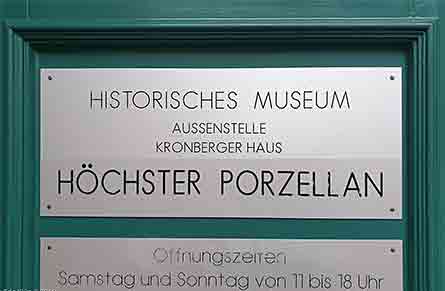 HISTORISCHES MUSEUM
AUSSENSTELLE
KRONBERGER HAUS
HÖCHSTER PORZELLAN
Öffnungszeiten
Samstag und Sonntag von 11 bis 18 Uhr